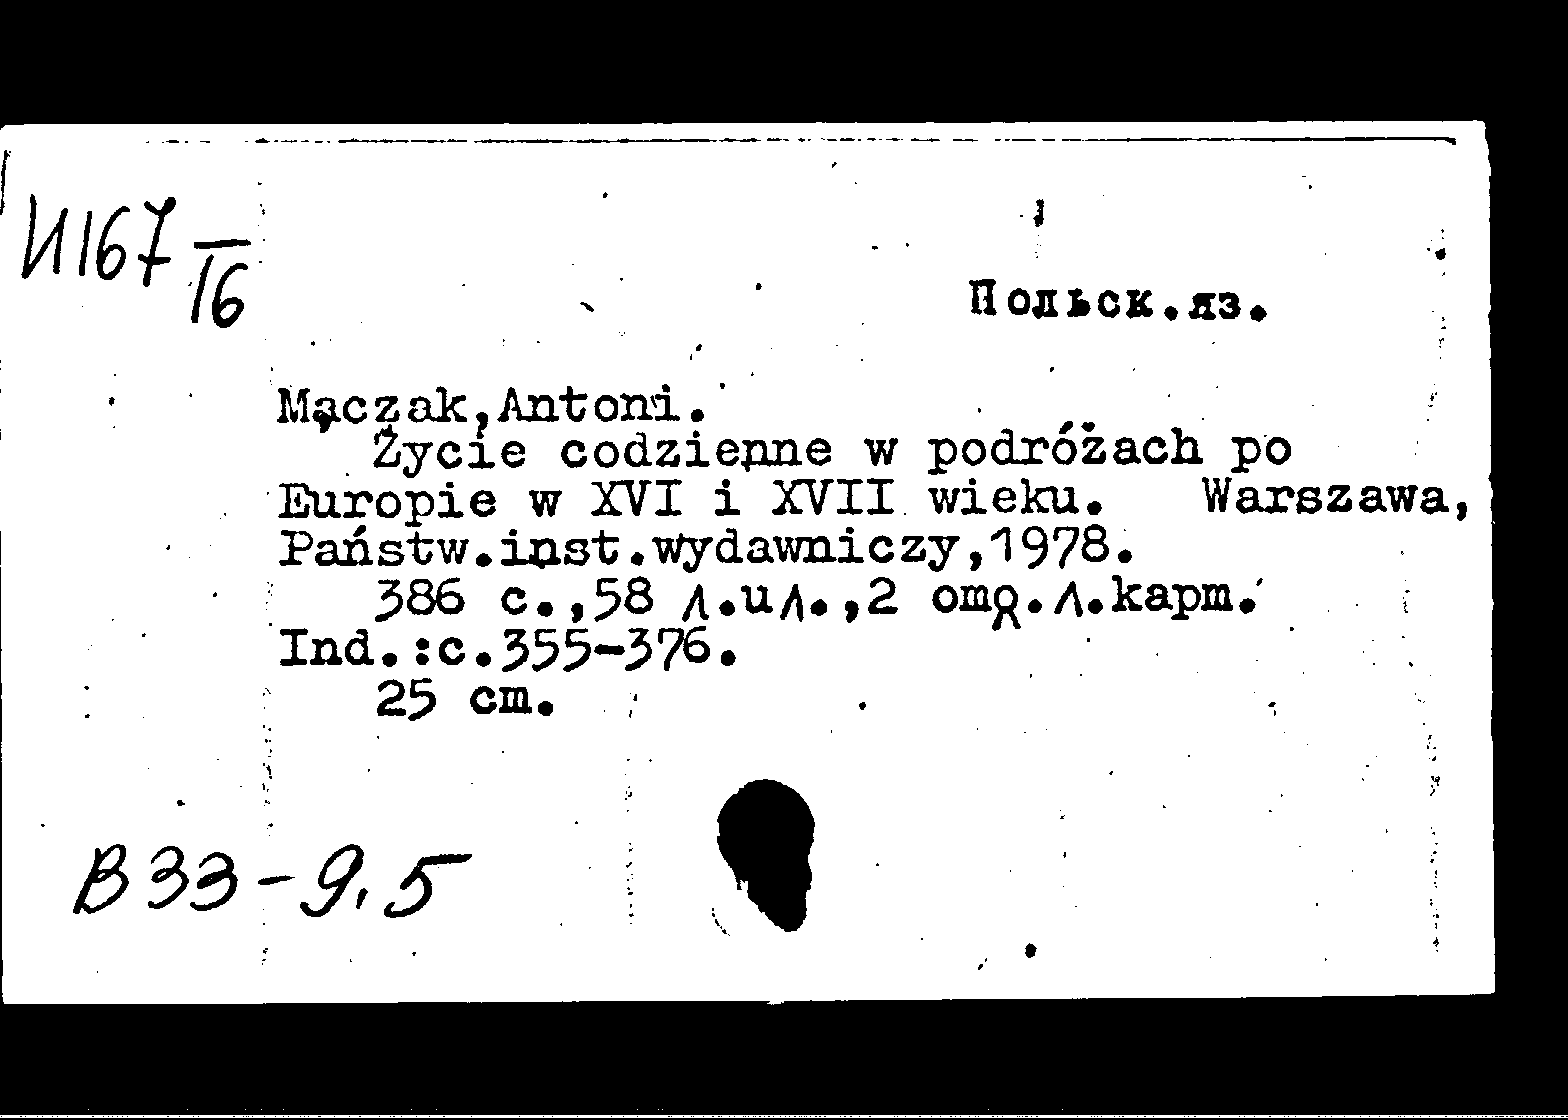 И167
16
Польск.яз.
Mączak,Antoni.
Życie codzienne w podróżach po
Europie w XVI i XVII wieku. Warszawa,
Państw.inst.wydawniczy,1978.
386 с.,58 л.ил.,2 отд.л.карт.
Ind.:с.355-376.
25 cm.
В33-9.5